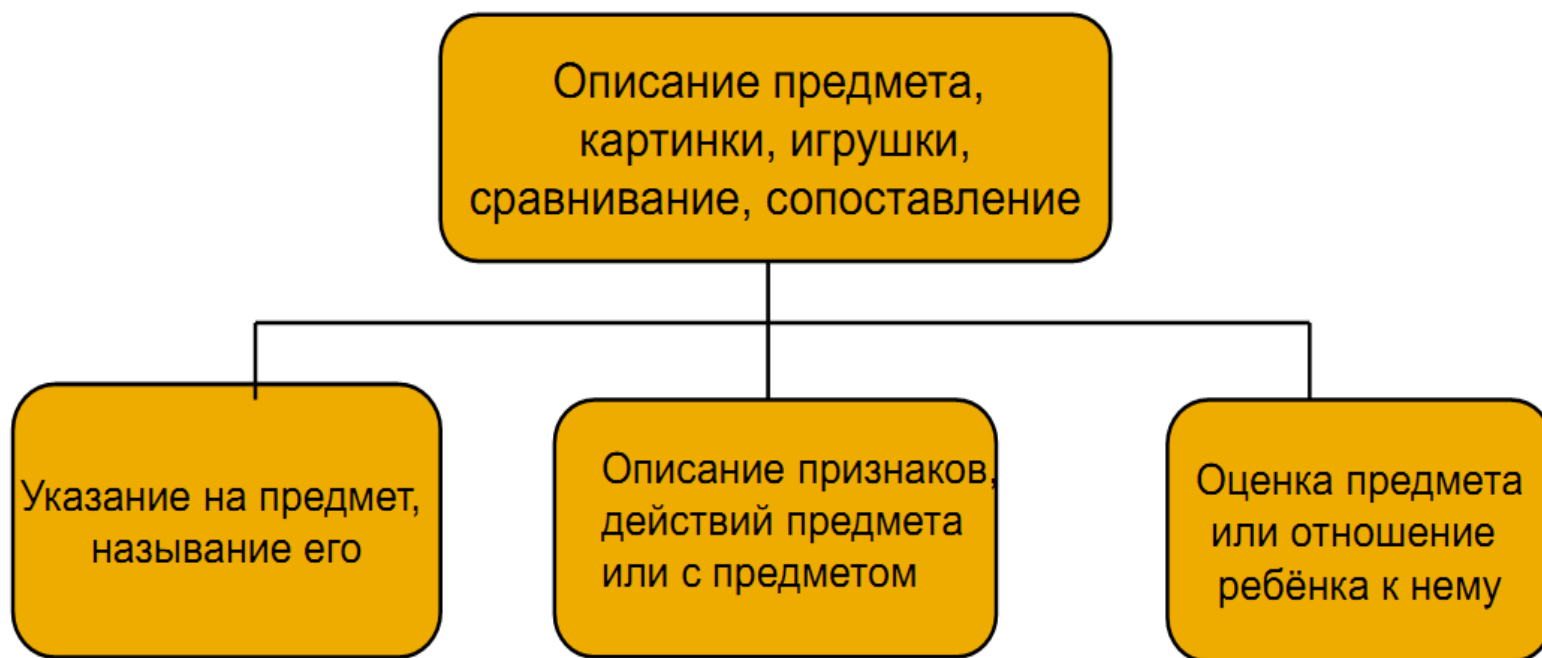 Описание предмета,
картинки, игрушки,
сравнивание, сопоставление
Указание на предмет,
называние его
Описание признаков,
действий предмета
или с предметом
Оценка предмета
или отношение
ребёнка к нему